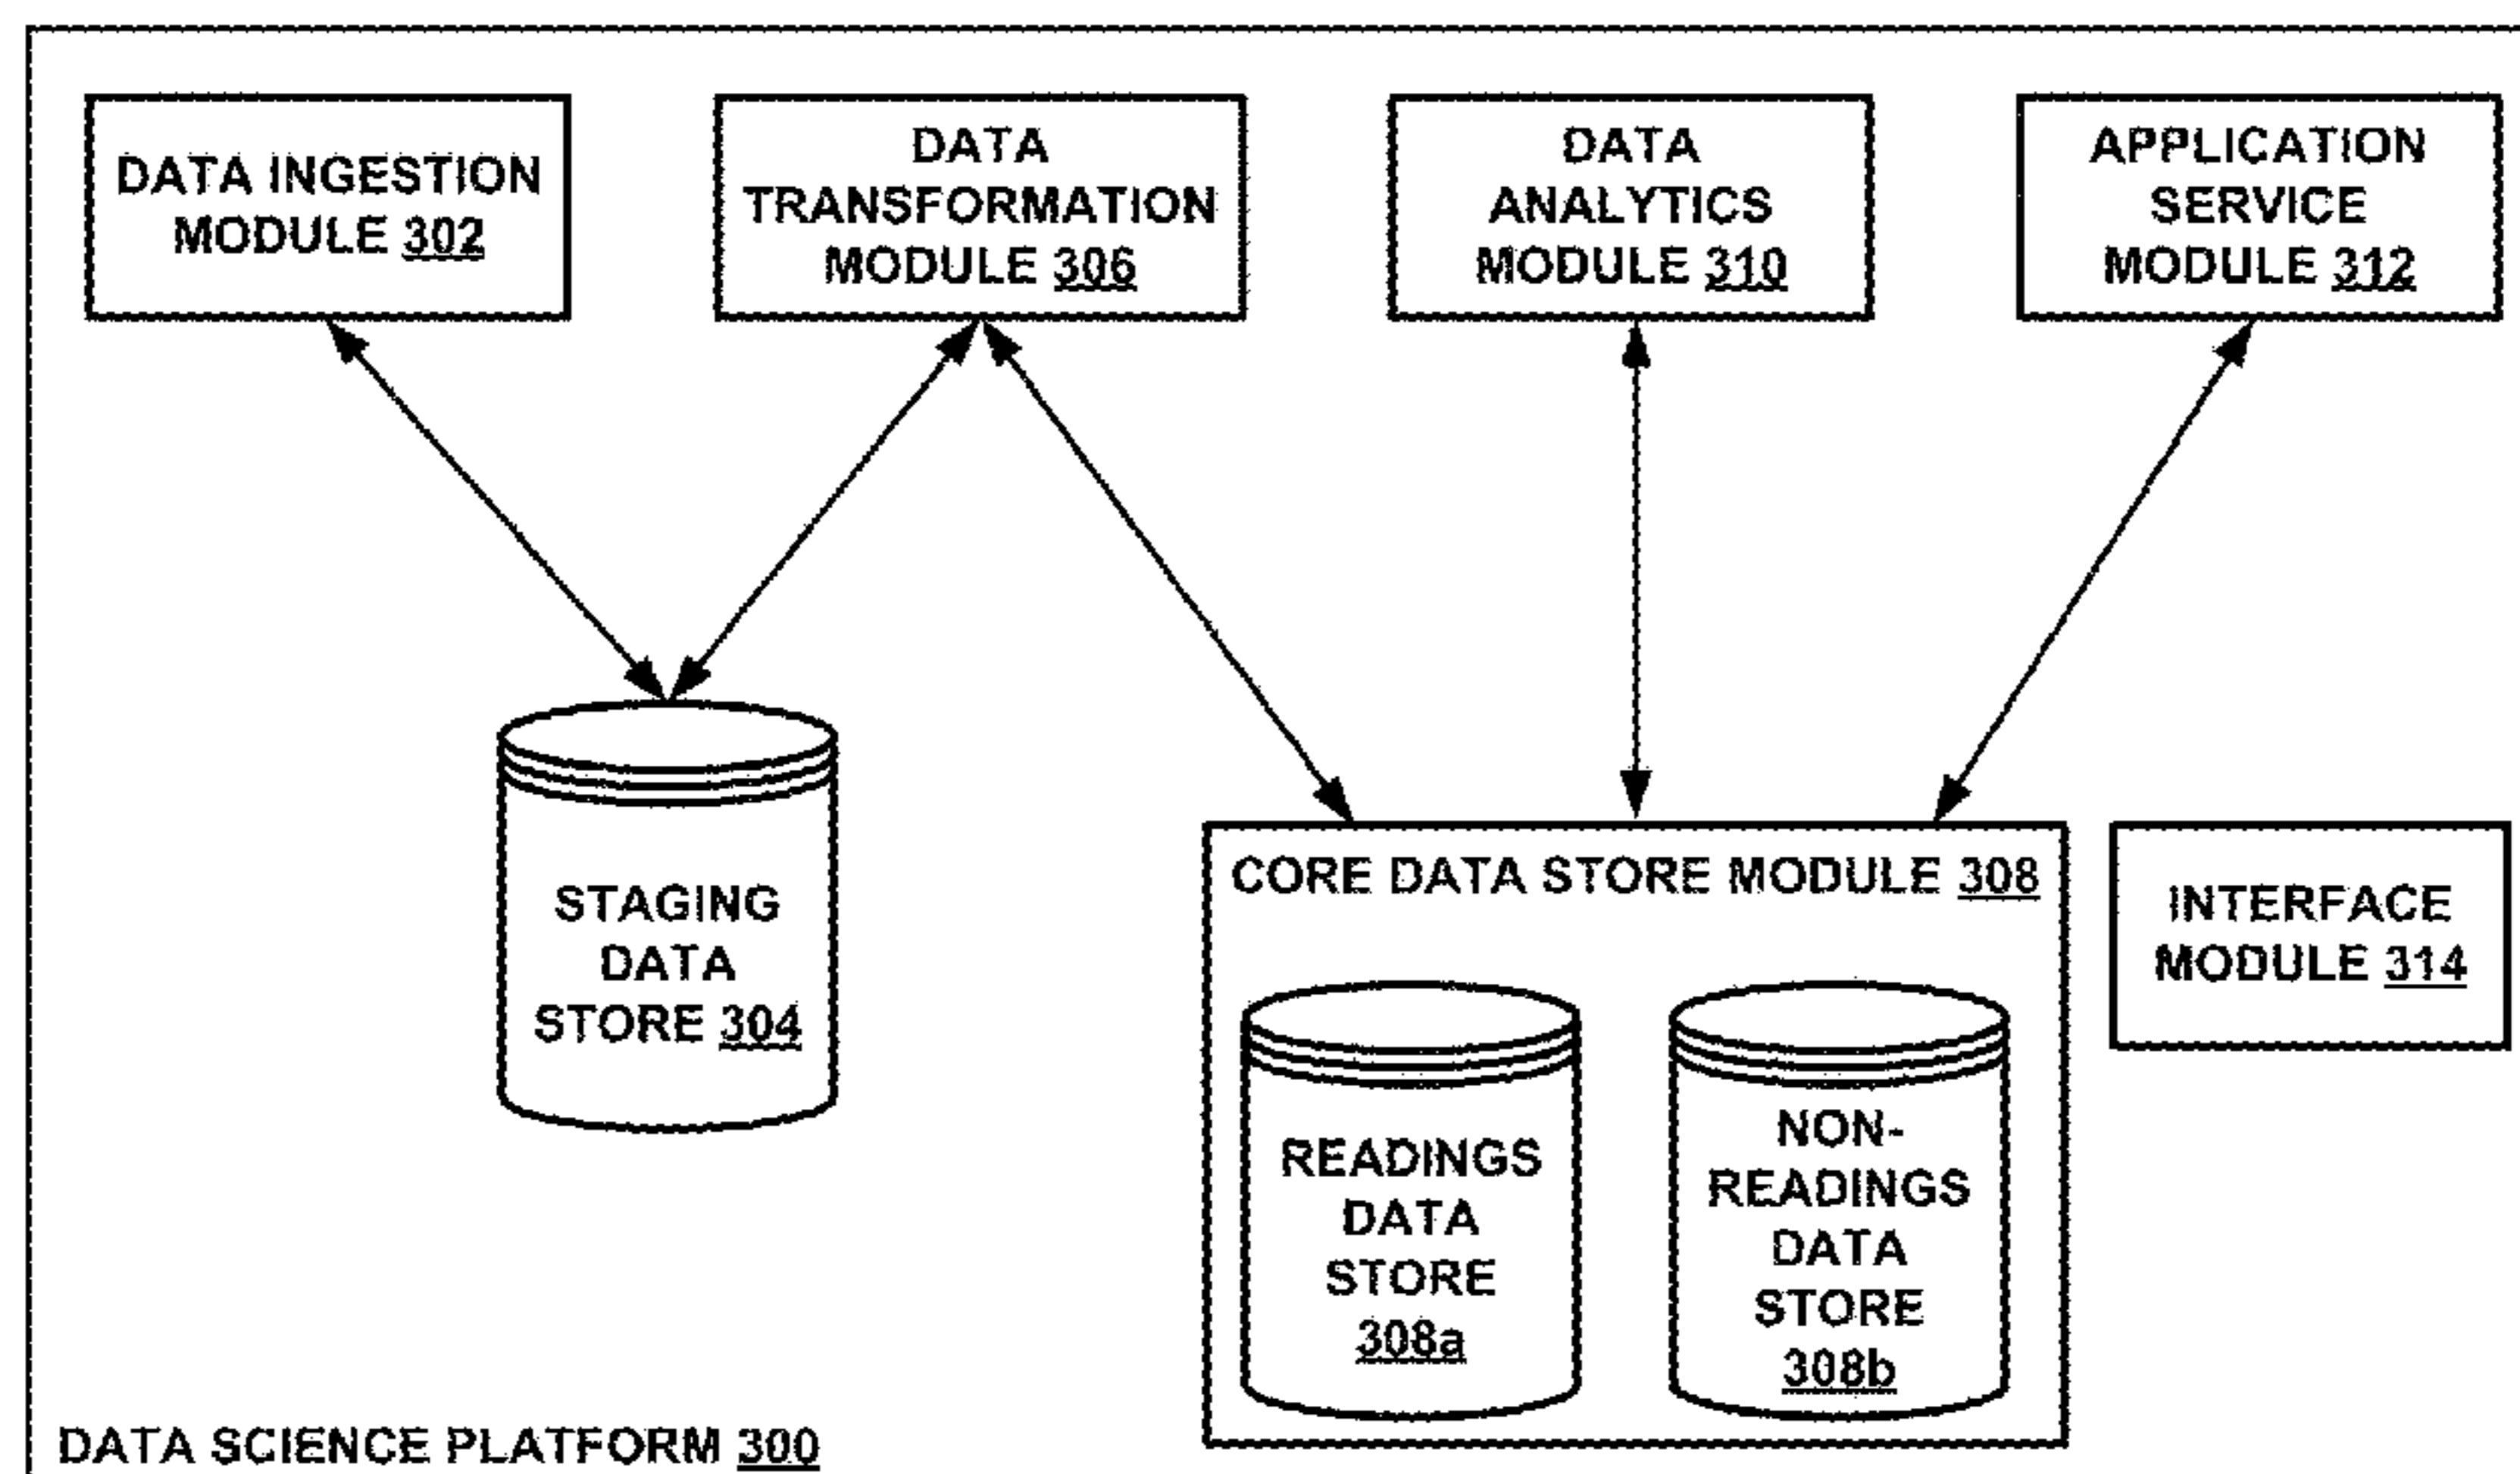 DATA INGESTION
MODULE 302
DATA
TRANSFORMATION
MODULE 306
DATA
ANALYTICS
MODULE 310
APPLICATION
SERVICE
MODULE 312
STAGING
DATA
STORE 304
CORE DATA STORE MODULE 308
READINGS
DATA
STORE
308a
NON-
READINGS
DATA
STORE
308b
INTERFACE
MODULE 314
DATA SCIENCE PLATFORM 300